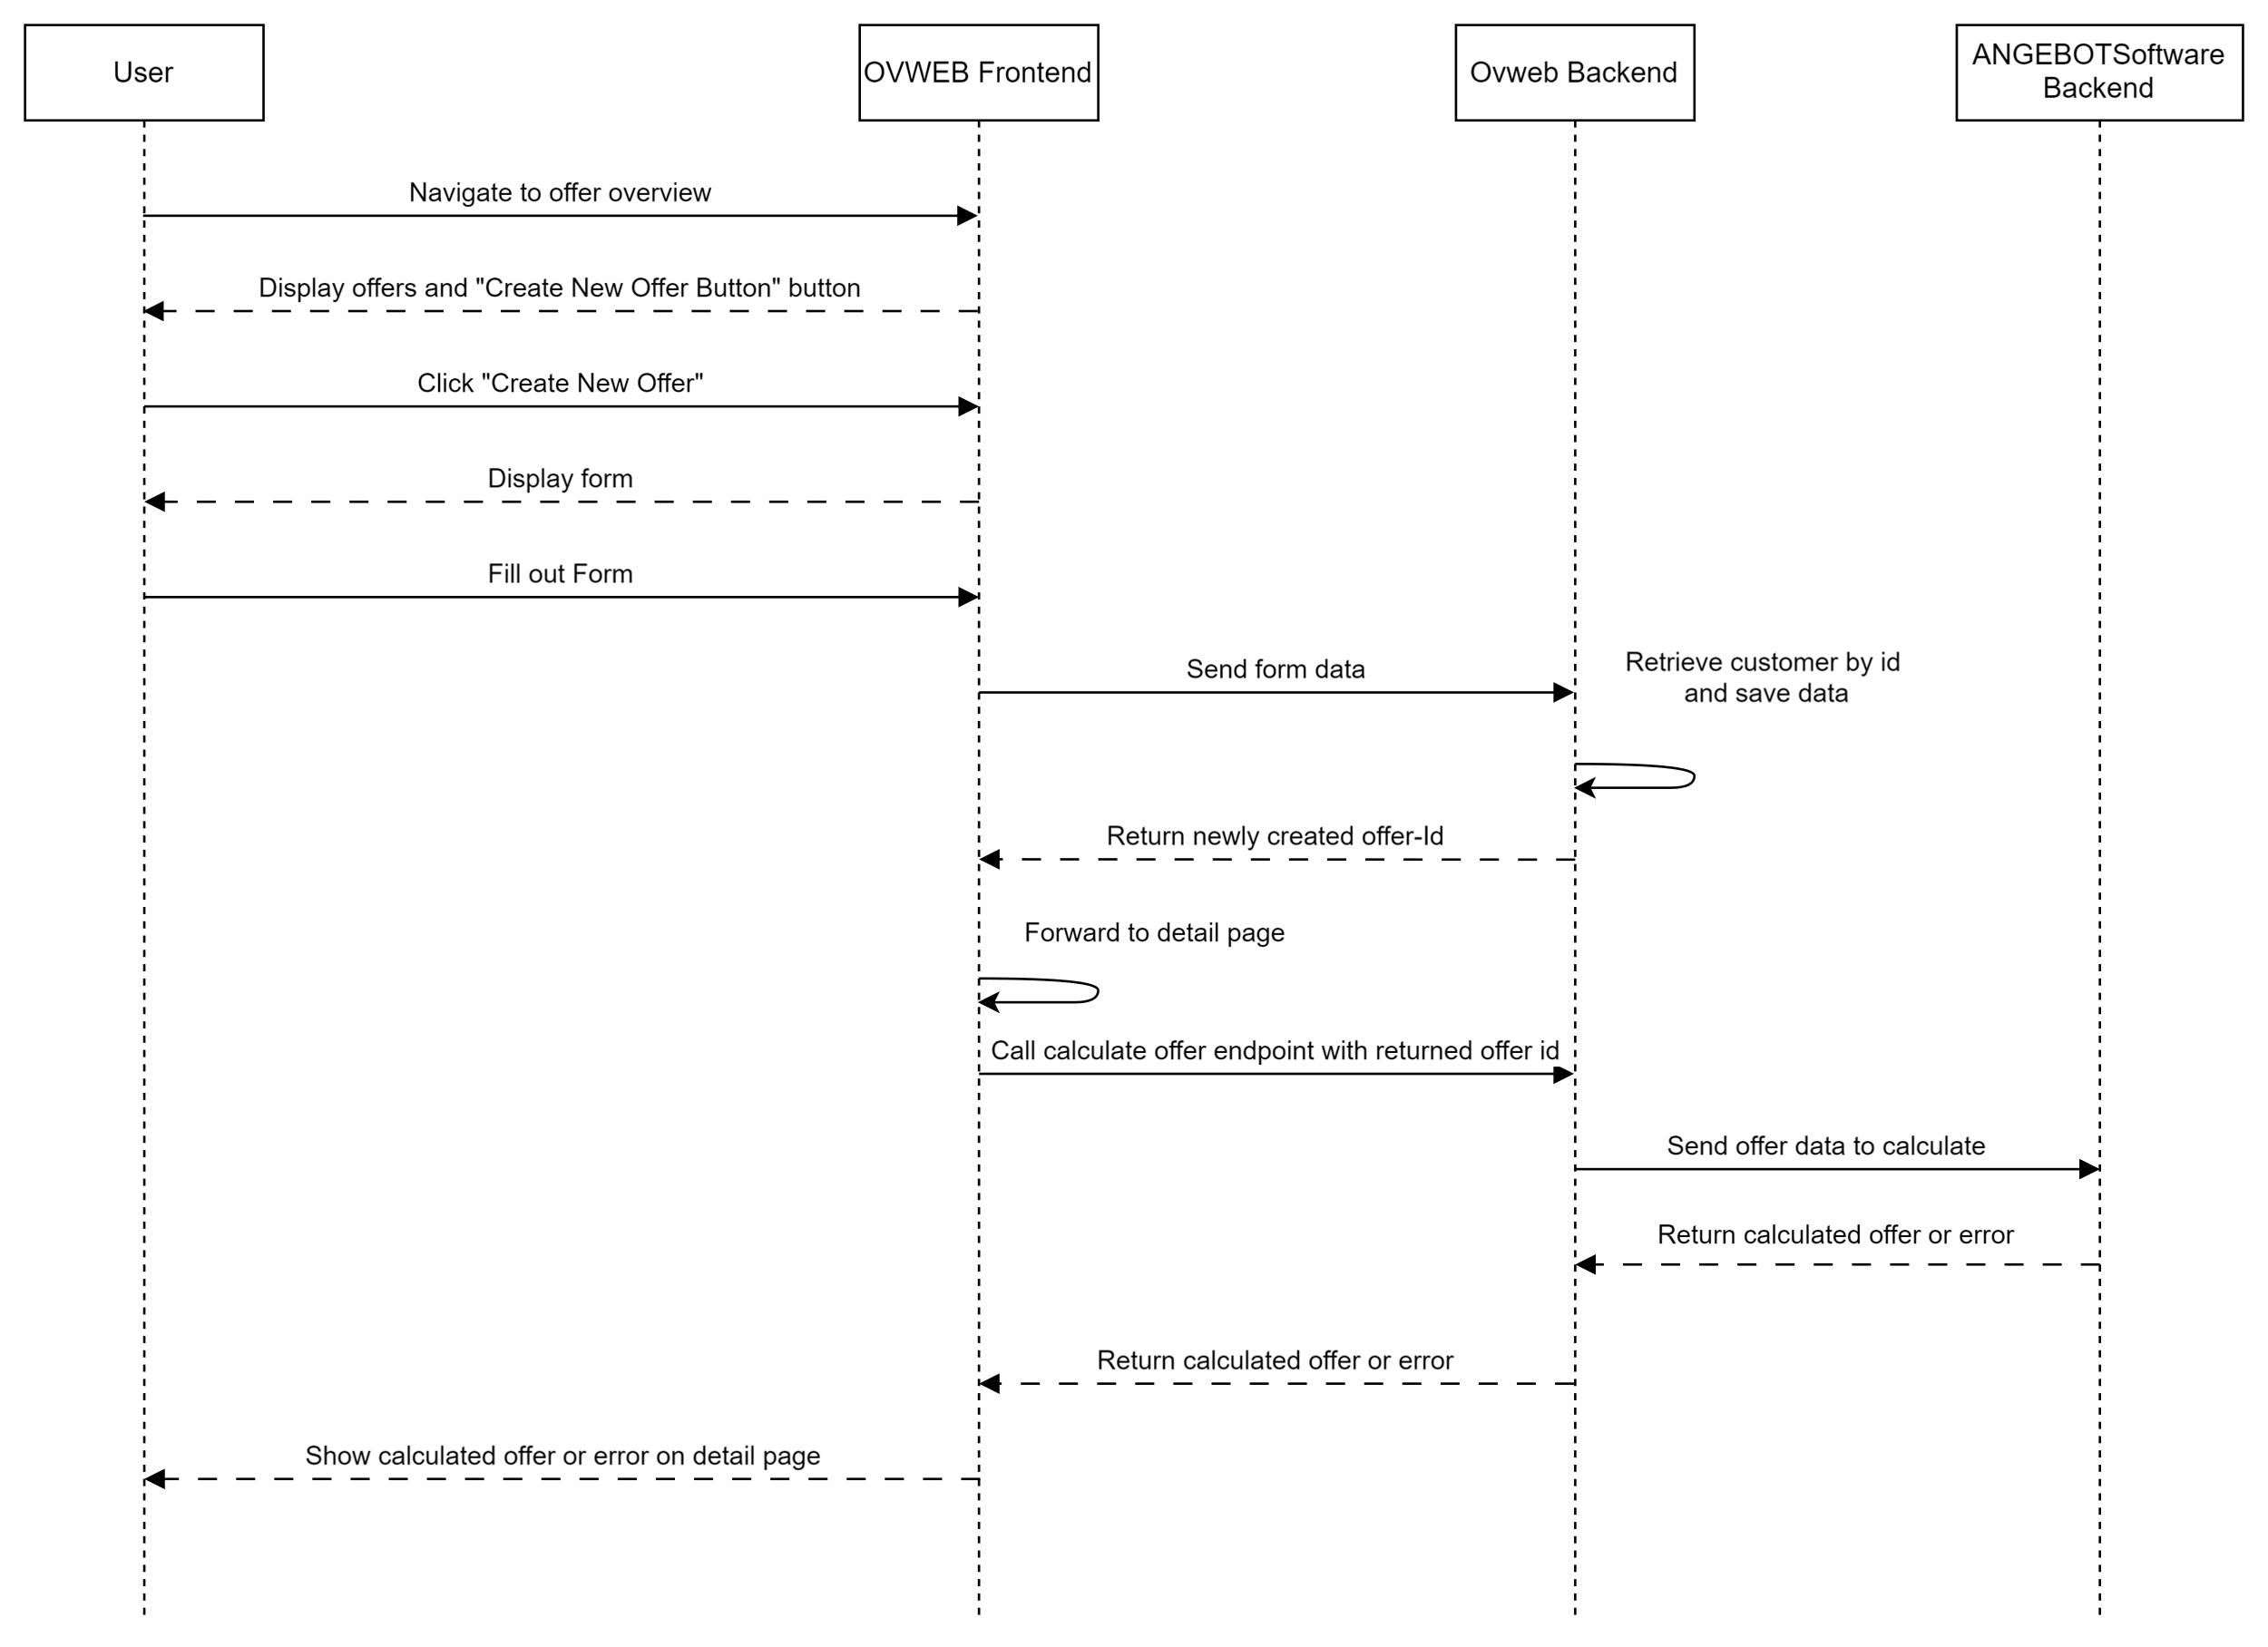 User
OVWEB Frontend
Ovweb Backend
ANGEBOTSoftware
Backend
Navigate to offer overview
Display offers and "Create New Offer Button" button
Click "Create New Offer"
Display form
Fill out Form
Send form data
Retrieve customer by id
and save data
Return newly created offer-Id
Forward to detail page
Call calculate offer endpoint with returned offer id
Send offer data to calculate
Return calculated offer or error
Return calculated offer or error
Show calculated offer or error on detail page